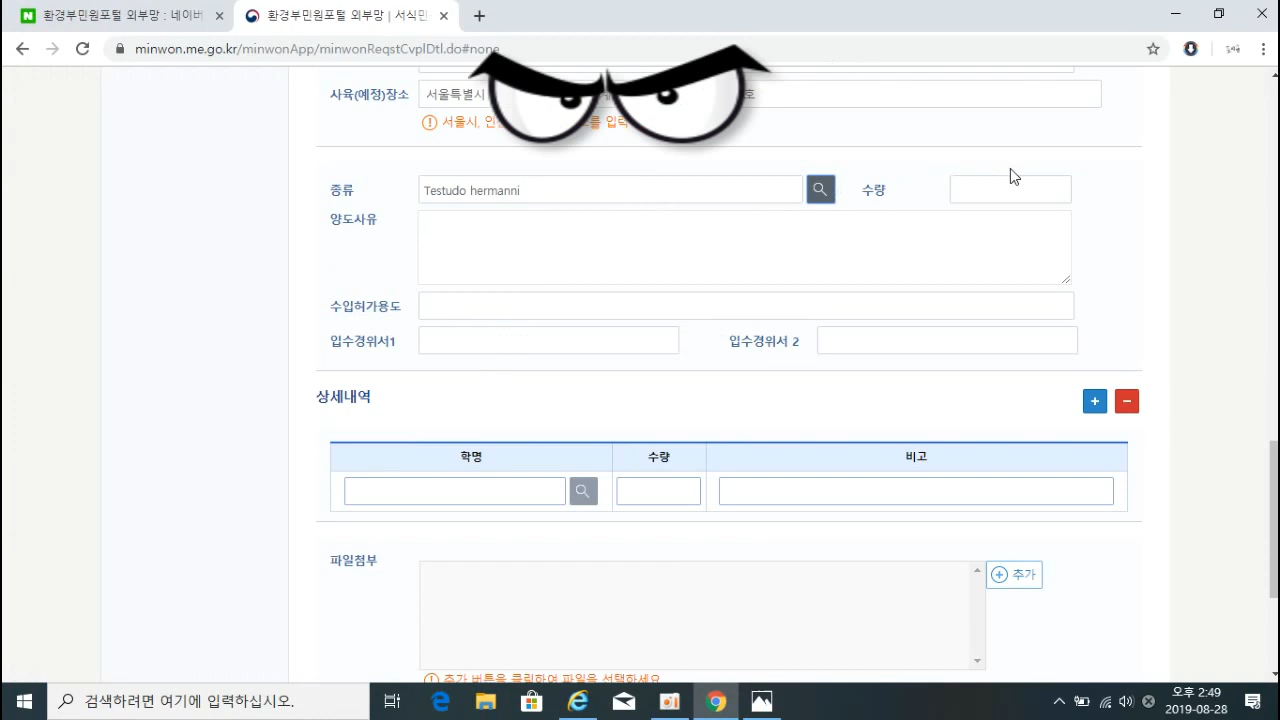 환경부민원포털 외부망 : 네이버
환경부민원포털 외부망 | 서식민
minwon.me.go.kr/minwonApp/minwonReqstCvplDtl.do#none
사육(예정)장소
서울특별시
호
서울시, 인
를 입력
종류
Testudo hermanni
수량
양도사유
수입허가용도
입수경위서1
입수경위서 2
상세내역
+
−
학명
수량
비고
파일첨부
추가
추가 버튼을 클릭하여 파일을 선택하세요
검색하려면 여기에 입력하십시오.
오후 2:49
2019-08-28